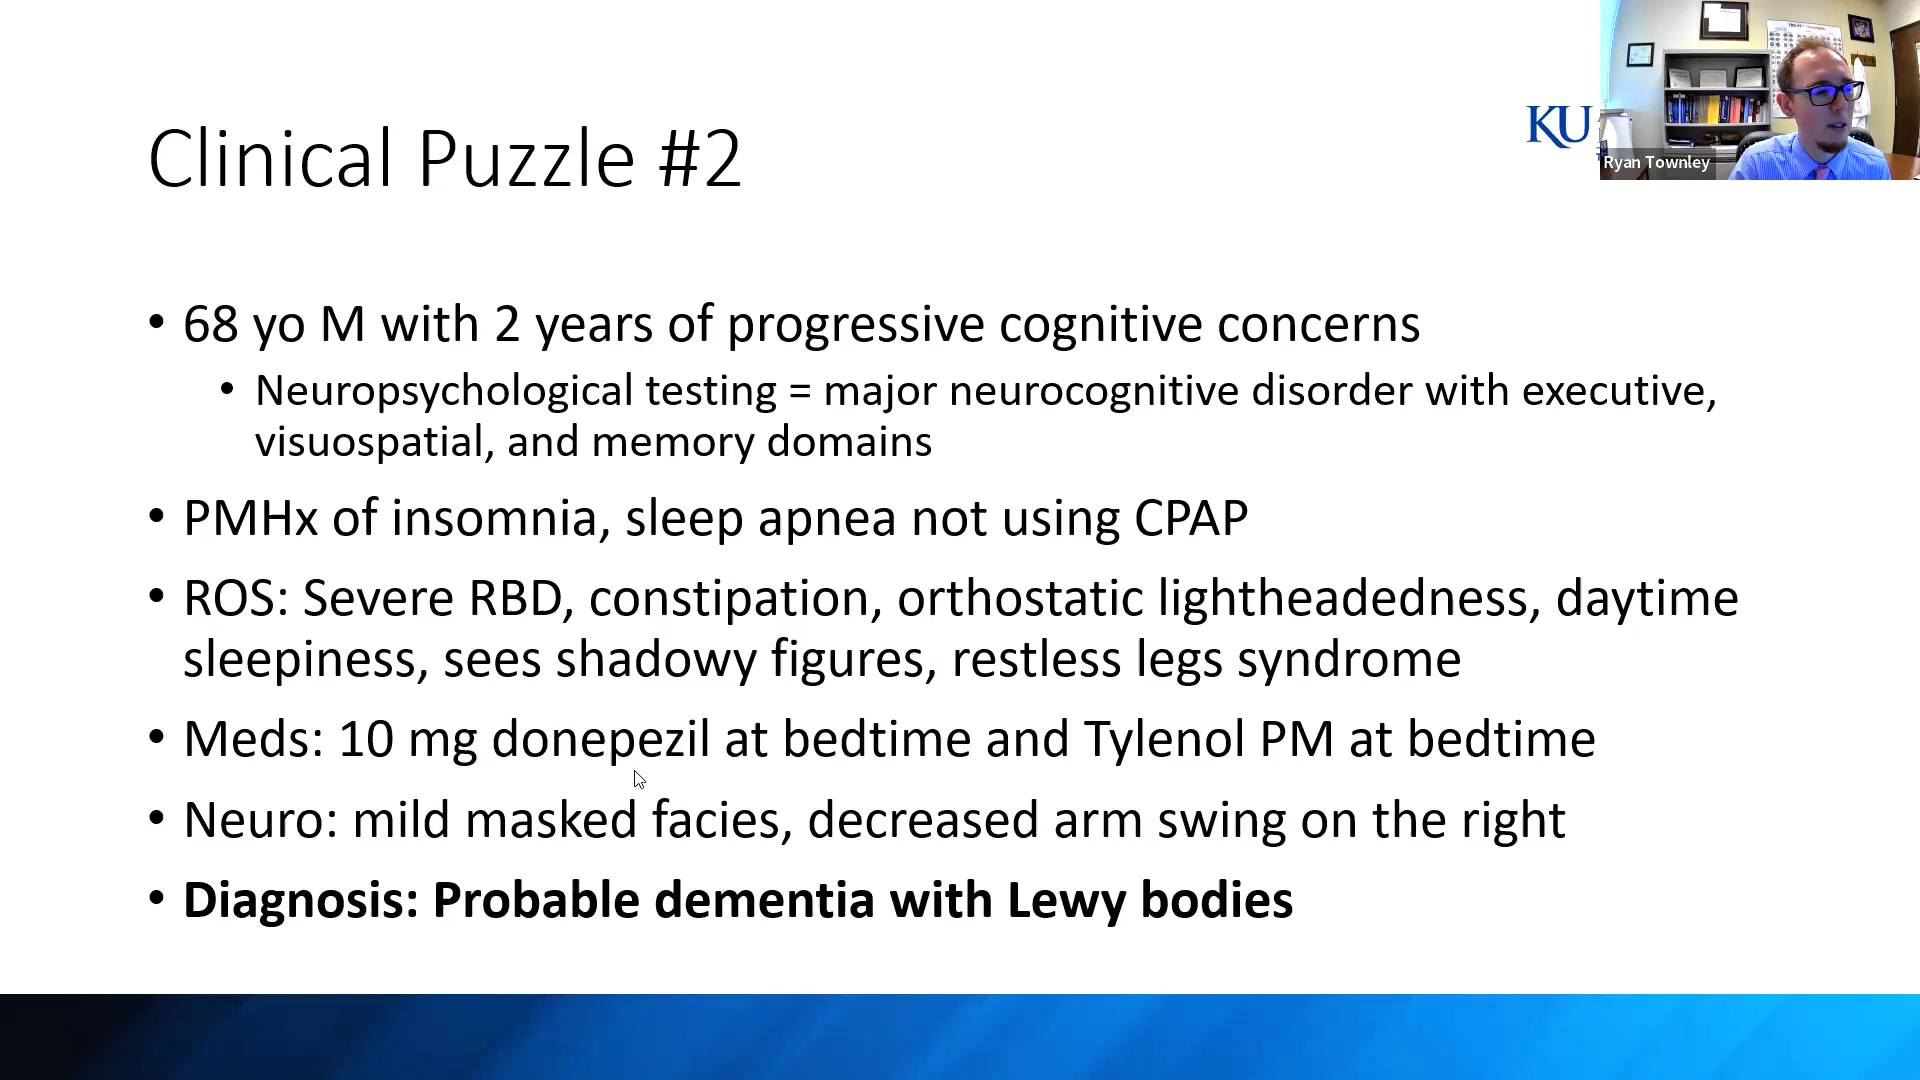 Clinical Puzzle #2
KU
Ryan Townley
• 68 yo M with 2 years of progressive cognitive concerns
• Neuropsychological testing = major neurocognitive disorder with executive,
visuospatial, and memory domains
• PMHx of insomnia, sleep apnea not using CPAP
• ROS: Severe RBD, constipation, orthostatic lightheadedness, daytime
sleepiness, sees shadowy figures, restless legs syndrome
• Meds: 10 mg donepezil at bedtime and Tylenol PM at bedtime
• Neuro: mild masked facies, decreased arm swing on the right
• Diagnosis: Probable dementia with Lewy bodies